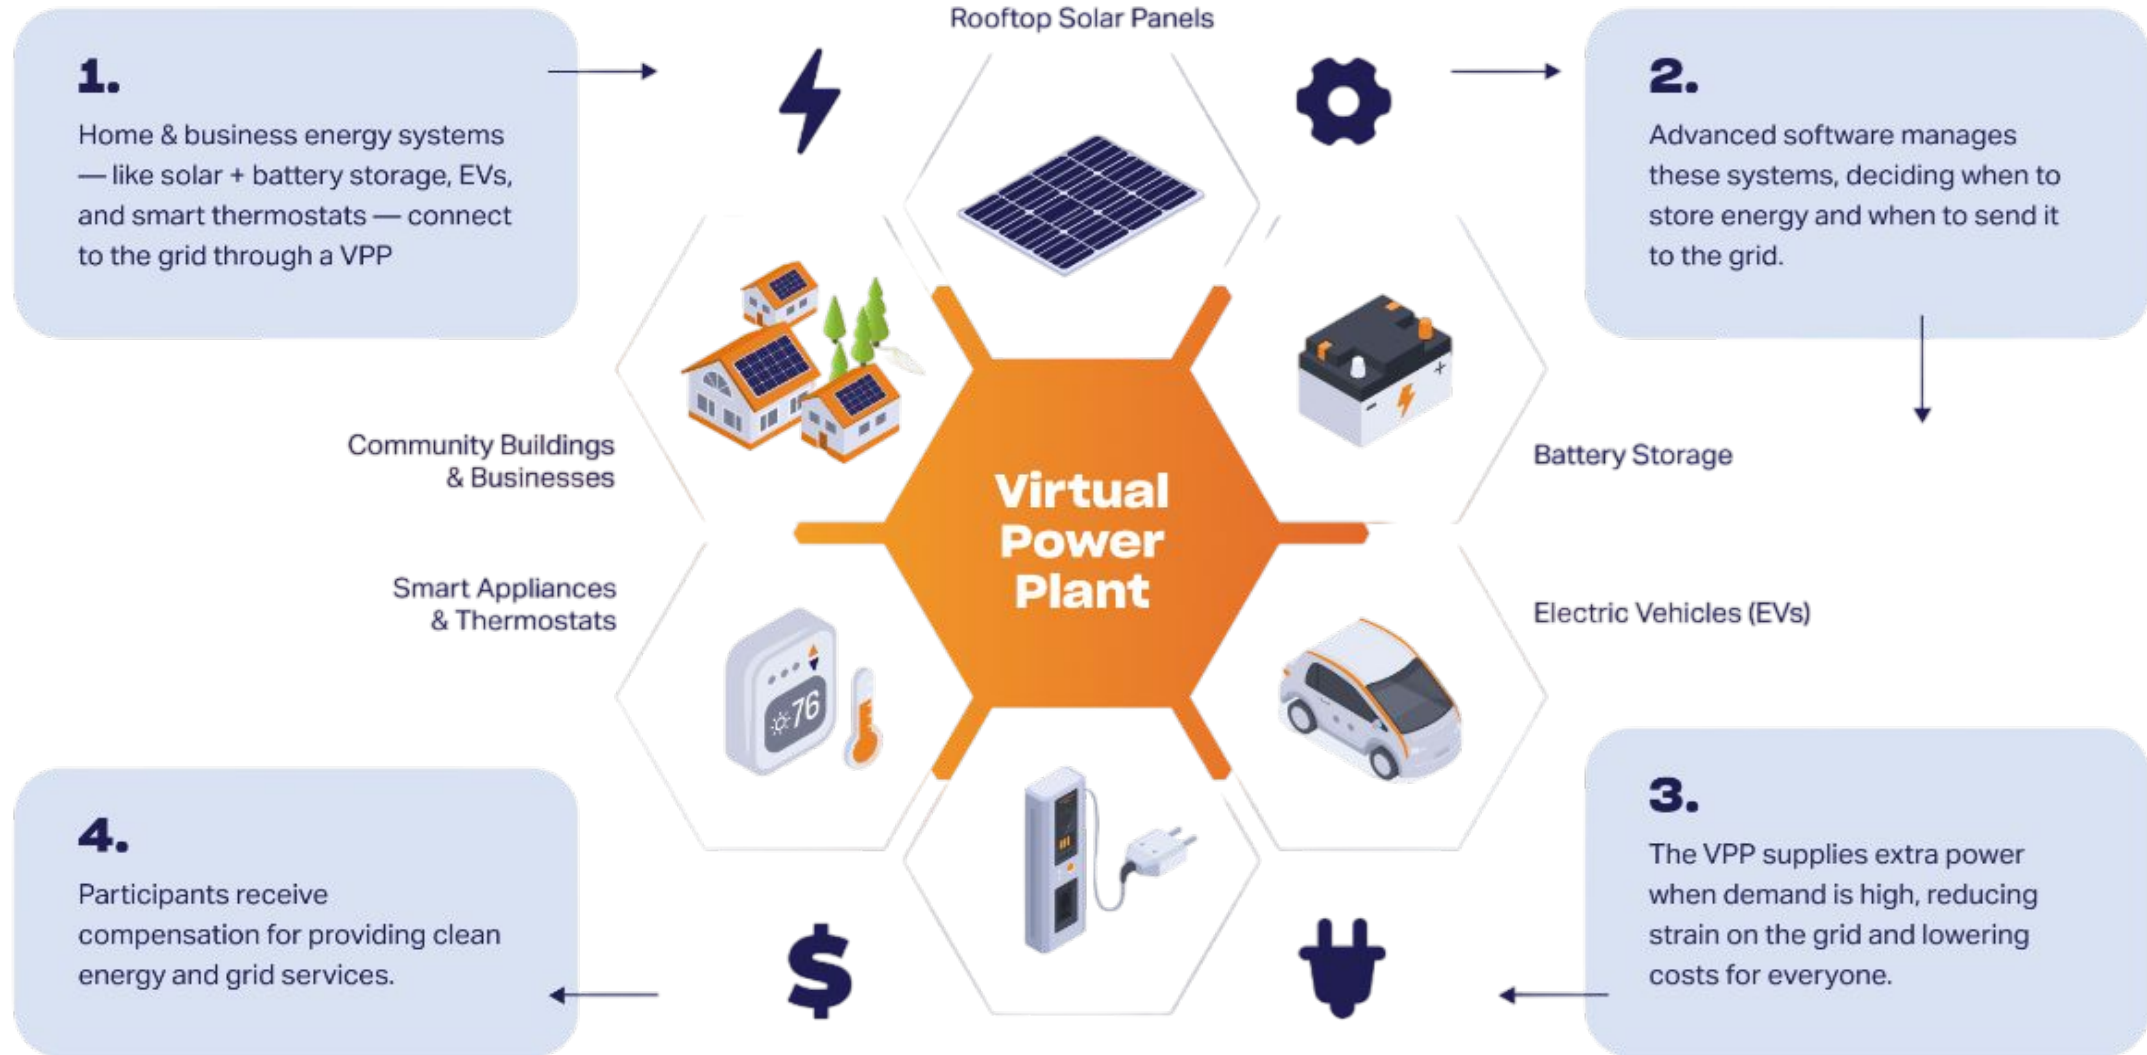 Rooftop Solar Panels
1.
Home & business energy systems
— like solar + battery storage, EVs,
and smart thermostats — connect
to the grid through a VPP
2.
Advanced software manages
these systems, deciding when to
store energy and when to send it
to the grid.
Community Buildings
& Businesses
Virtual
Power
Plant
Battery Storage
Smart Appliances
& Thermostats
Electric Vehicles (EVs)
76
3.
The VPP supplies extra power
when demand is high, reducing
strain on the grid and lowering
costs for everyone.
4.
Participants receive
compensation for providing clean
energy and grid services.
$